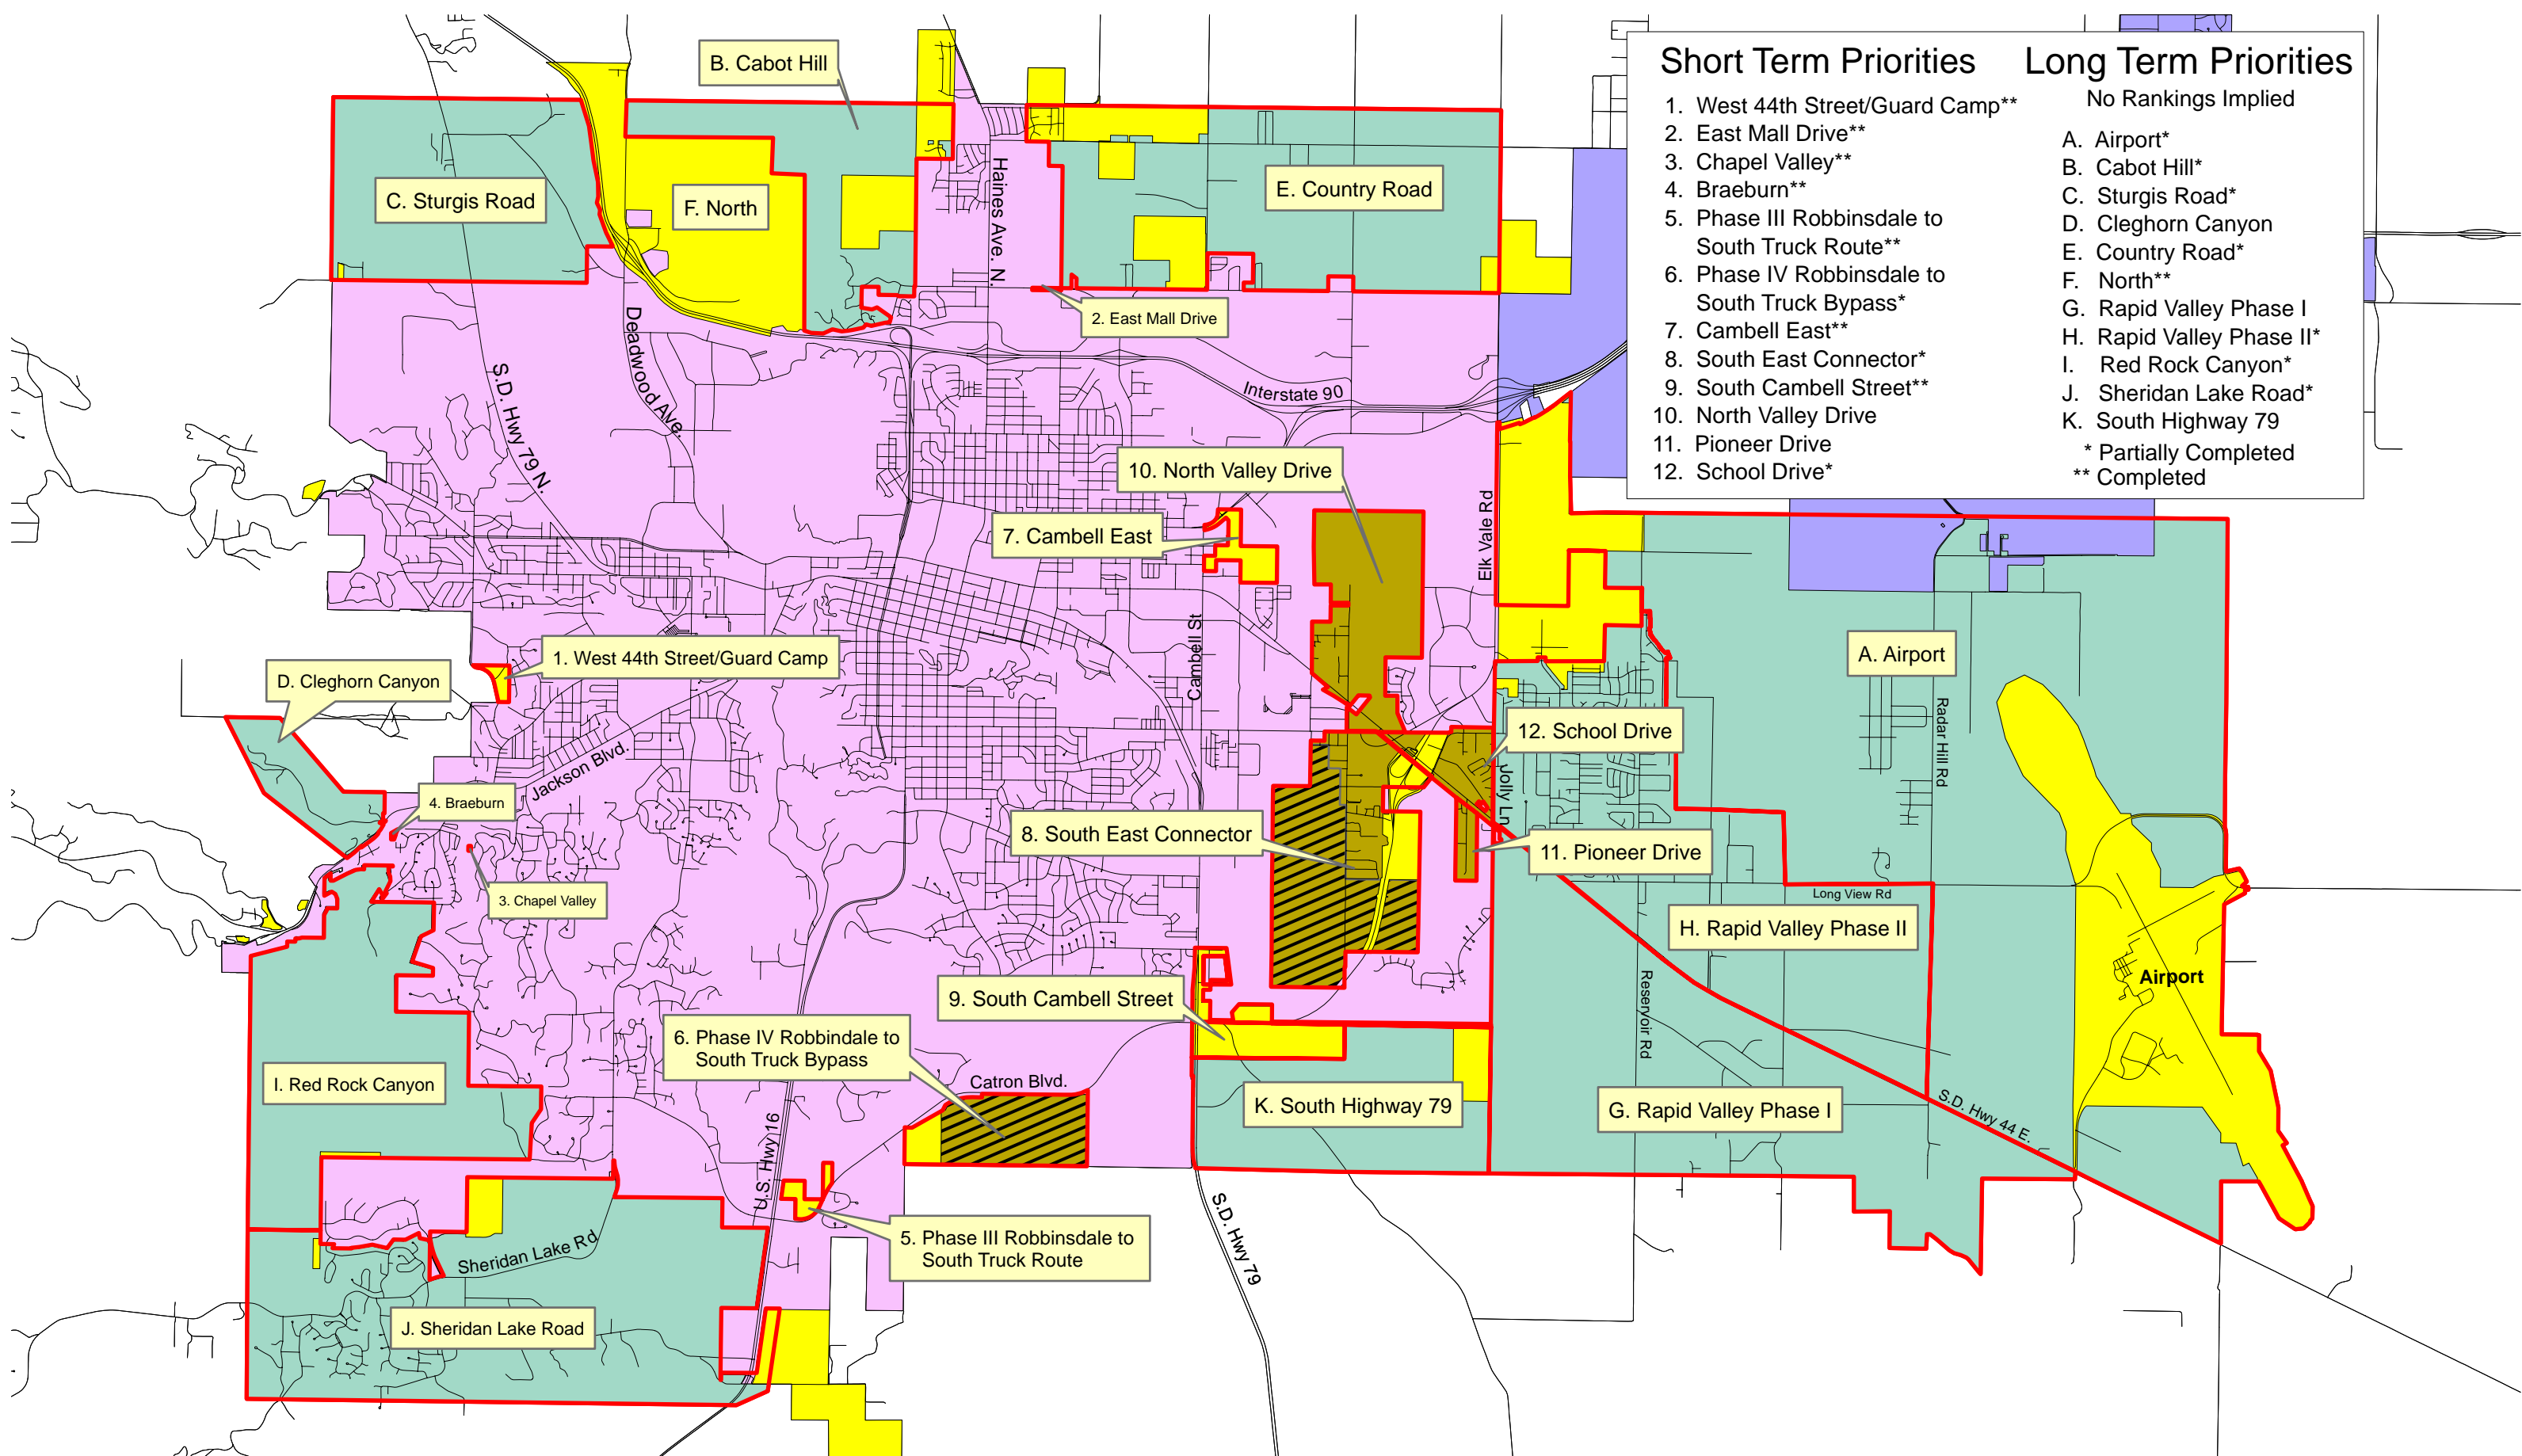 Short Term Priorities
1. West 44th Street/Guard Camp**
2. East Mall Drive**
3. Chapel Valley**
4. Braeburn**
5. Phase III Robbinsdale to
South Truck Route**
6. Phase IV Robbinsdale to
South Truck Bypass*
7. Cambell East**
8. South East Connector*
9. South Cambell Street**
10. North Valley Drive
11. Pioneer Drive
12. School Drive*
Long Term Priorities
No Rankings Implied
A. Airport*
B. Cabot Hill*
C. Sturgis Road*
D. Cleghorn Canyon
E. Country Road*
F. North**
G. Rapid Valley Phase I
H. Rapid Valley Phase II*
I. Red Rock Canyon*
J. Sheridan Lake Road*
K. South Highway 79
* Partially Completed
** Completed
B. Cabot Hill
C. Sturgis Road
F. North
Haines Ave. N.
E. Country Road
2. East Mall Drive
Deadwood Ave.
S.D. Hwy 79 N.
Interstate 90
10. North Valley Drive
7. Cambell East
Elk Vale Rd
Cambell St
1. West 44th Street/Guard Camp
D. Cleghorn Canyon
A. Airport
Radar Hill Rd
12. School Drive
Jackson Blvd.
Jolly Ln
4. Braeburn
8. South East Connector
11. Pioneer Drive
3. Chapel Valley
Long View Rd
H. Rapid Valley Phase II
Airport
9. South Cambell Street
Reservoir Rd
6. Phase IV Robbindale to
South Truck Bypass
Catron Blvd.
I. Red Rock Canyon
K. South Highway 79
G. Rapid Valley Phase I
S.D. Hwy 44 E.
U.S. Hwy 16
S.D. Hwy 79
5. Phase III Robbinsdale to
South Truck Route
Sheridan Lake Rd
J. Sheridan Lake Road